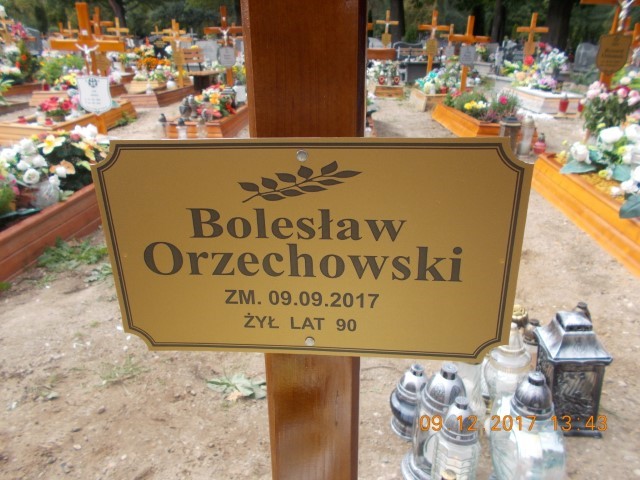 Bolesław
Orzechowski
ZM. 09.09.2017
ŻYŁ LAT 90
09.12.2017 13:43